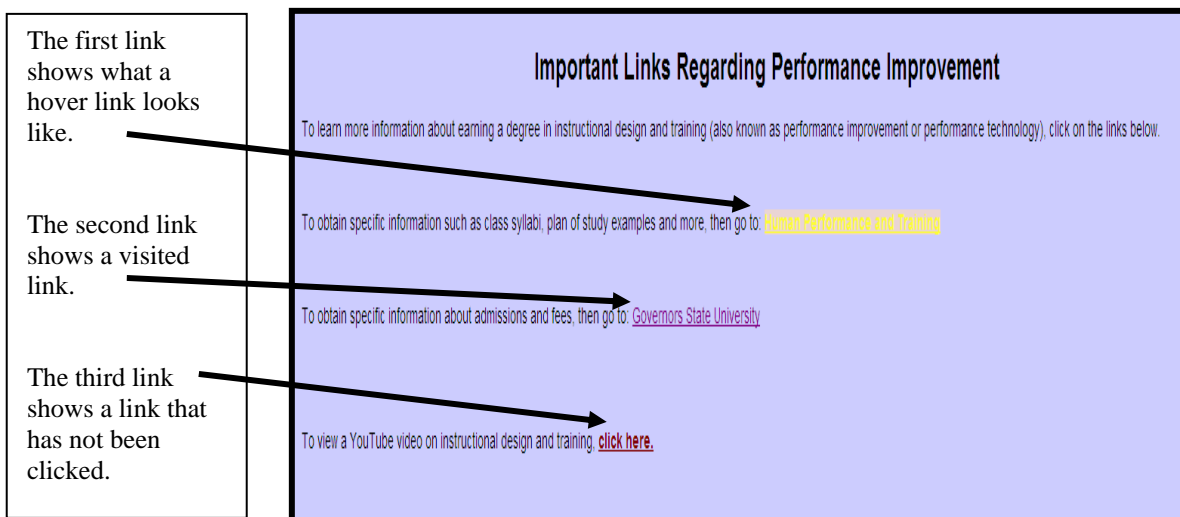 The first link
shows what a
hover link looks
like.
The second link
shows a visited
link.
The third link
shows a link that
has not been
clicked.
Important Links Regarding Performance Improvement
To learn more information about earning a degree in instructional design and training (also known as performance improvement or performance technology), click on the links below.
To obtain specific information such as class syllabi, plan of study examples and more, then go to: Human Performance and Training
To obtain specific information about admissions and fees, then go to: Governors State University
To view a YouTube video on instructional design and training, click here.